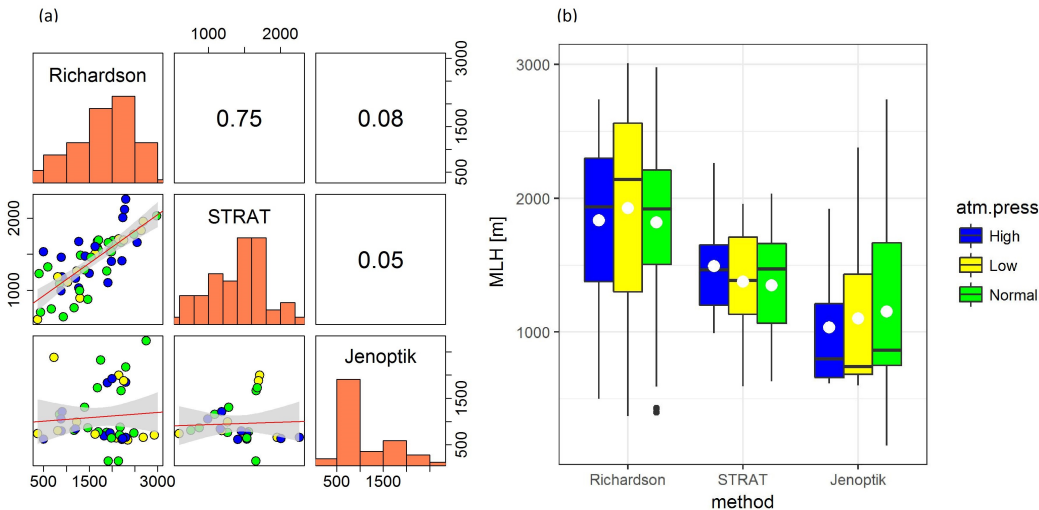 (a)
(b)
1000
2000
Richardson
0.75
0.08
500
1500
3000
1000
2000
STRAT
0.05
Jenoptik
500
1500
500
1500
3000
500
1500
MLH [m]
3000
2000
1000
Richardson
STRAT
Jenoptik
method
atm.press
High
Low
Normal